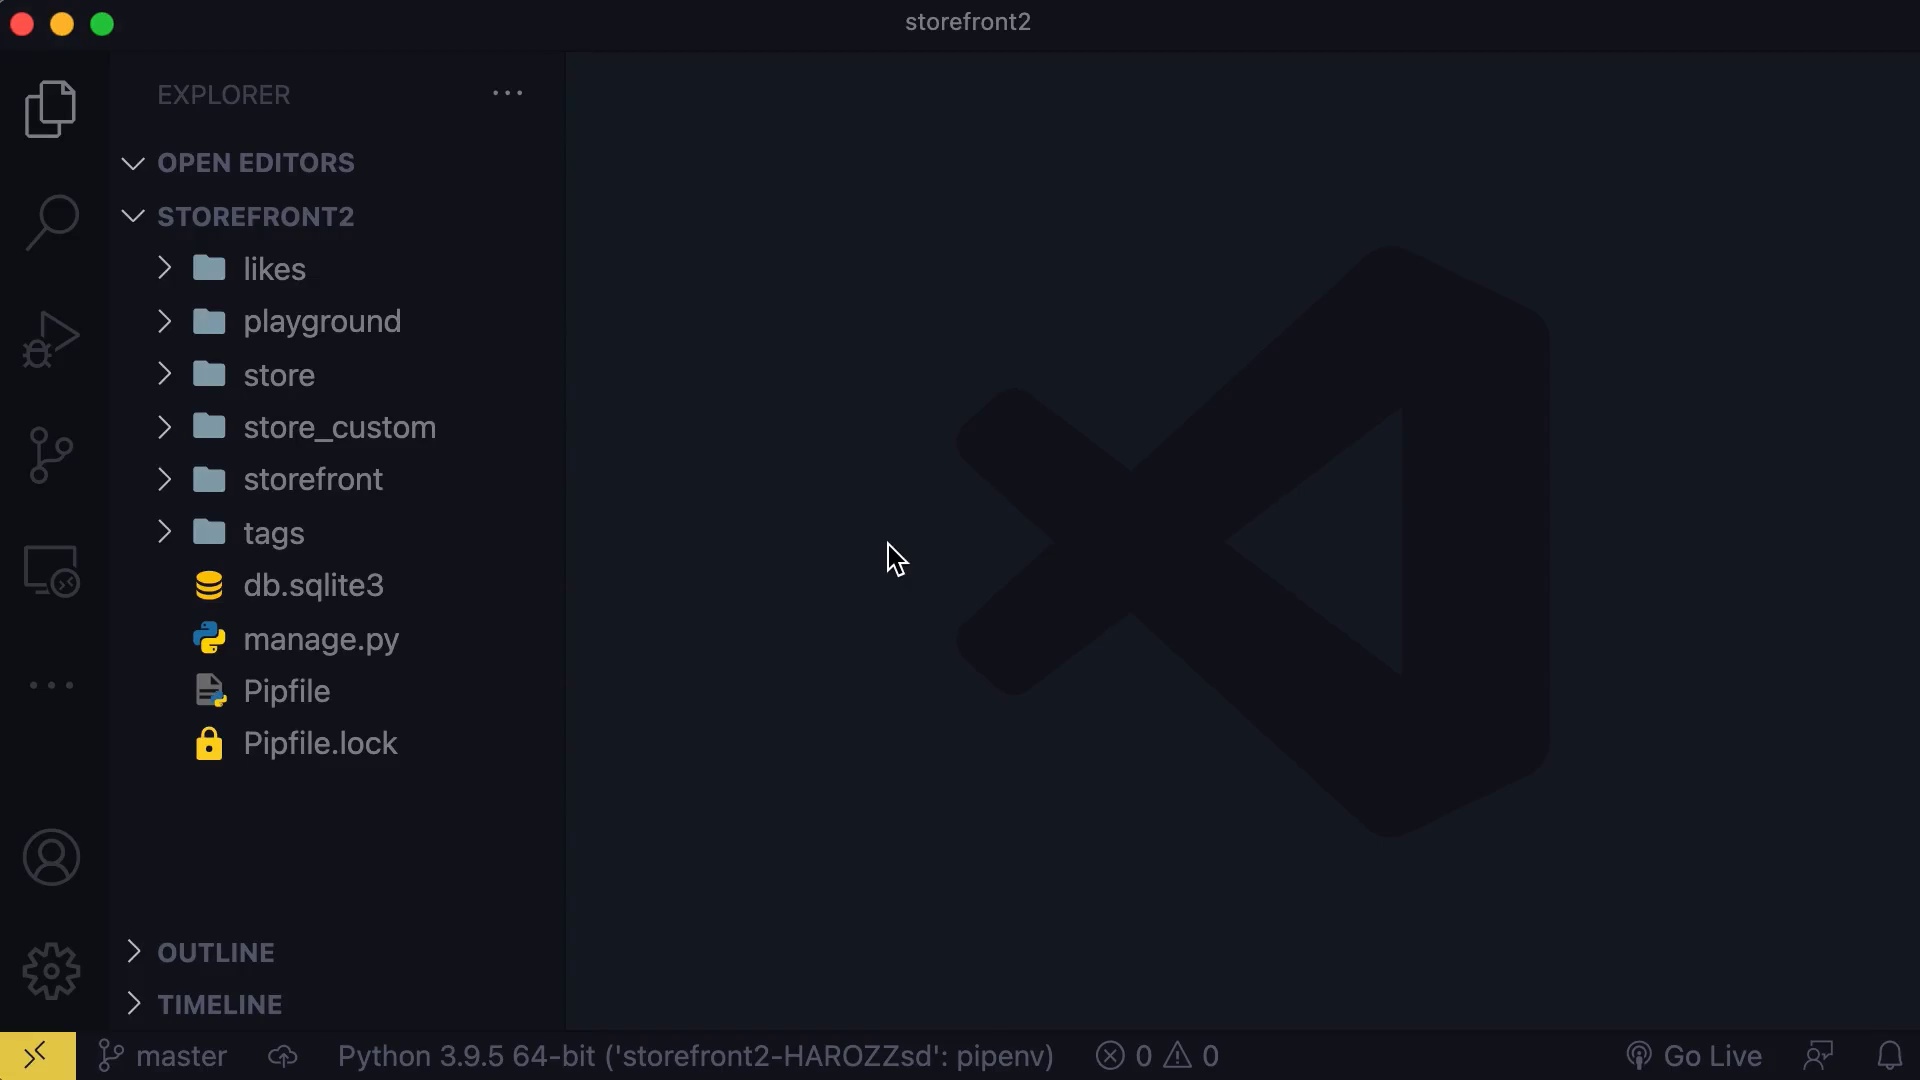 storefront2
EXPLORER
OPEN EDITORS
STOREFRONT2
likes
playground
store
store_custom
storefront
tags
db.sqlite3
manage.py
Pipfile
Pipfile.lock
OUTLINE
TIMELINE
master Python 3.9.5 64-bit ('storefront2-HAROZZsd': pipenv) 0 0 Go Live